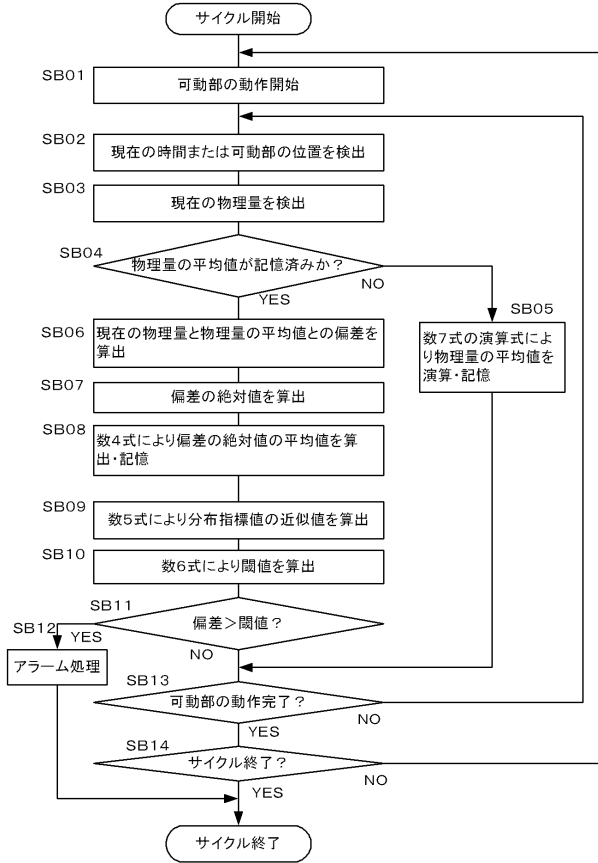 サイクル開始
SB01
可動部の動作開始
SB02
現在の時間または可動部の位置を検出
SB03
現在の物理量を検出
SB04
物理量の平均値が記憶済みか？
YES
NO
SB05
数7式の演算式によ
り物理量の平均値を
演算・記憶
SB06
現在の物理量と物理量の平均値との偏差を
算出
SB07
偏差の絶対値を算出
SB08
数4式により偏差の絶対値の平均値を算
出・記憶
SB09
数5式により分布指標値の近似値を算出
SB10
数6式により閾値を算出
SB11
偏差＞閾値？
YES
NO
SB12
アラーム処理
SB13
可動部の動作完了？
NO
YES
SB14
サイクル終了？
NO
YES
サイクル終了